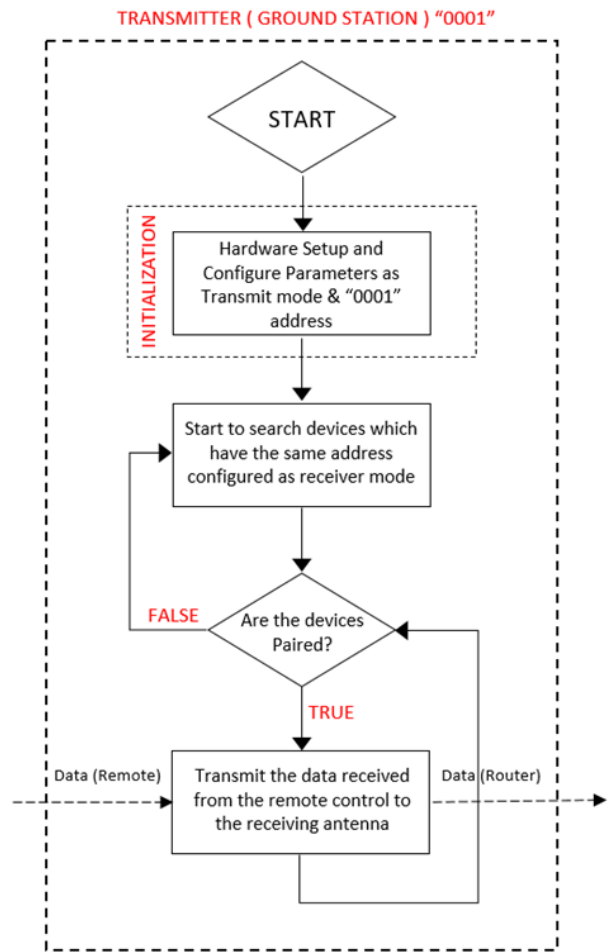 TRANSMITTER ( GROUND STATION ) “0001”
START
INITIALIZATION
Hardware Setup and
Configure Parameters as
Transmit mode & “0001”
address
Start to search devices which
have the same address
configured as receiver mode
FALSE
Are the devices
Paired?
TRUE
Data (Remote)
Transmit the data received
from the remote control to
the receiving antenna
Data (Router)